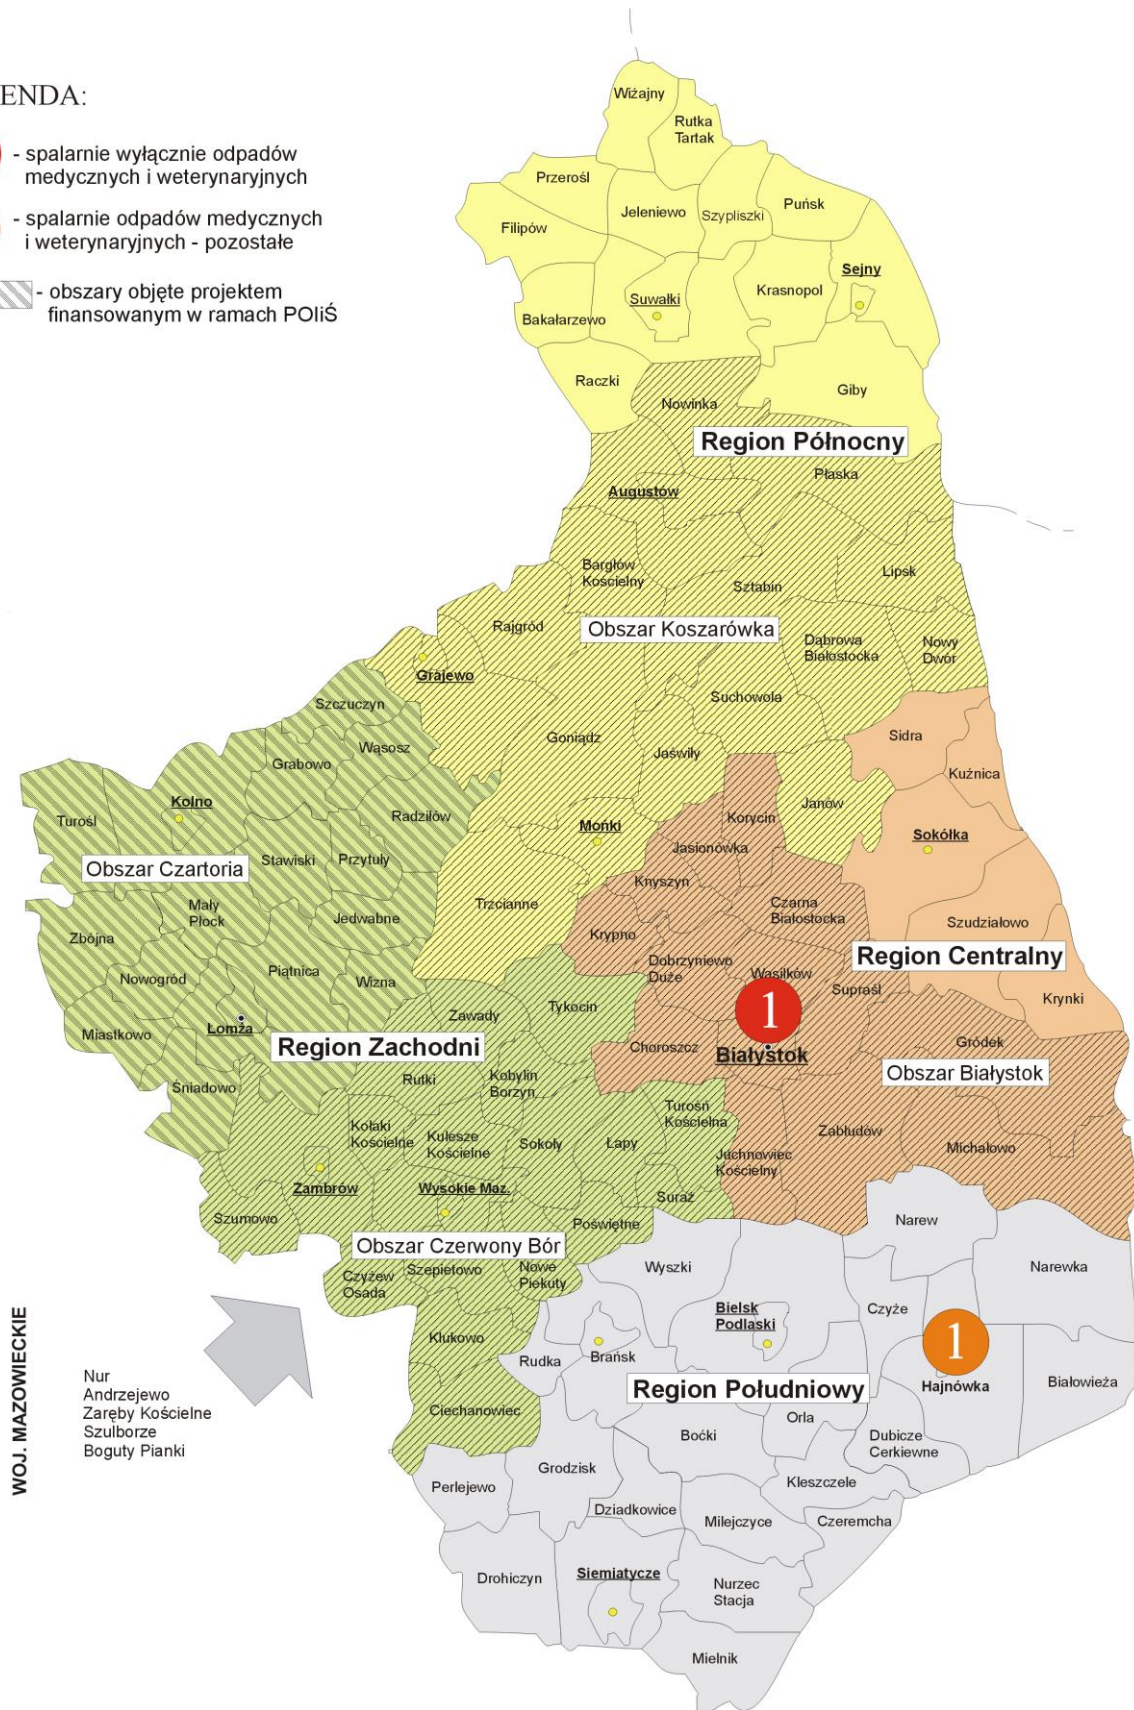 ENDA:
- spalarnie wyłącznie odpadów
medycznych i weterynaryjnych
- spalarnie odpadów medycznych
i weterynaryjnych - pozostałe
- obszary objęte projektem
finansowanym w ramach POIiŚ
Wiżajny
Rutka
Tartak
Przerośl
Jeleniewo
Szypliszki
Puńsk
Filipów
Sejny
Suwałki
Krasnopol
Bakałarzewo
Raczki
Giby
Nowinka
Region Północny
Płaska
Augustów
Bargłów
Kościelny
Sztabin
Lipsk
Rajgród
Obszar Koszarówka
Dąbrowa
Białostocka
Nowy
Dwór
Grajewo
Suchowola
Szczuczyn
Wąsosz
Goniądz
Jaświły
Sidra
Grabowo
Kuźnica
Kolno
Turośl
Radziłów
Mońki
Korycin
Janów
Sokółka
Jasionówka
Obszar Czartoria
Stawiski
Przytuły
Knyszyn
Mały
Płock
Jedwabne
Trzcianne
Czarna
Białostocka
Szudziałowo
Zbójna
Krypno
Region Centralny
Nowogród
Piątnica
Wizna
Dobrzyniewo
Duże
Wasilków
Supraśl
Krynki
Tykocin
Zawady
1
Miastkowo
Łomża
Region Zachodni
Choroszcz
Białystok
Gródek
Obszar Białystok
Śniadowo
Rutki
Kobylin
Borzyn
Turośń
Kościelna
Kołaki
Kościelne
Kulesze
Kościelne
Sokoły
Łapy
Zabłudów
Michałowo
Juchnowiec
Kościelny
Zambrów
Wysokie Maz.
Suraż
Szumowo
Poświętne
Narew
Obszar Czerwony Bór
Czyżew
Osada
Szepietowo
Nowe
Piekuty
Wyszki
Narewka
Bielsk
Podlaski
Czyże
Klukowo
Rudka
Brańsk
1
Hajnówka
Białowieża
Region Południowy
WOJ. MAZOWIECKIE
Nur
Andrzejewo
Zaręby Kościelne
Szulborze
Boguty Pianki
Ciechanowiec
Orla
Boćki
Dubicze
Cerkiewne
Grodzisk
Kleszczele
Perlejewo
Dziadkowice
Milejczyce
Czeremcha
Drohiczyn
Siemiatycze
Nurzec
Stacja
Mielnik